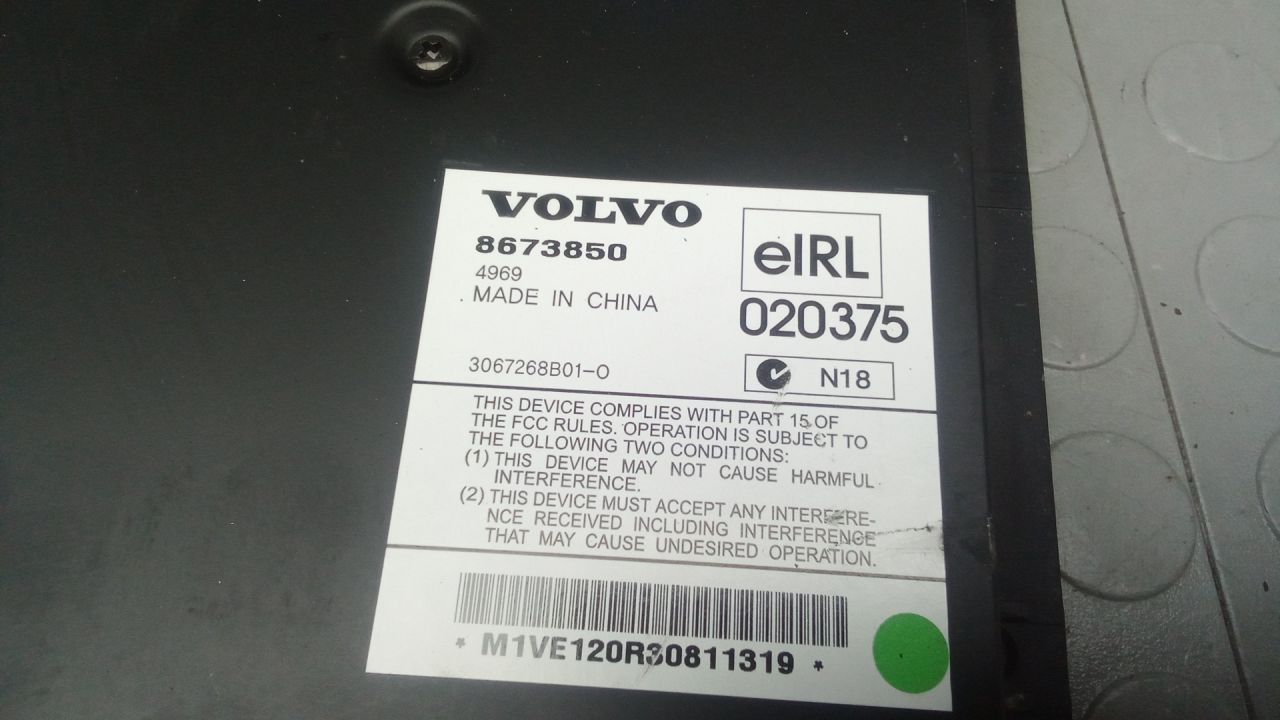 VOLVO
8673850
4969
MADE IN CHINA
3067268B01-O
eIRL
020375
N18
THIS DEVICE COMPLIES WITH PART 15 OF
THE FCC RULES. OPERATION IS SUBJECT TO
THE FOLLOWING TWO CONDITIONS:
(1) THIS DEVICE MAY NOT CAUSE HARMFUL
INTERFERENCE.
(2) THIS DEVICE MUST ACCEPT ANY INTERFERE-
NCE RECEIVED INCLUDING INTERFERENCE
THAT MAY CAUSE UNDESIRED OPERATION.
* M1VE120R30811319 *